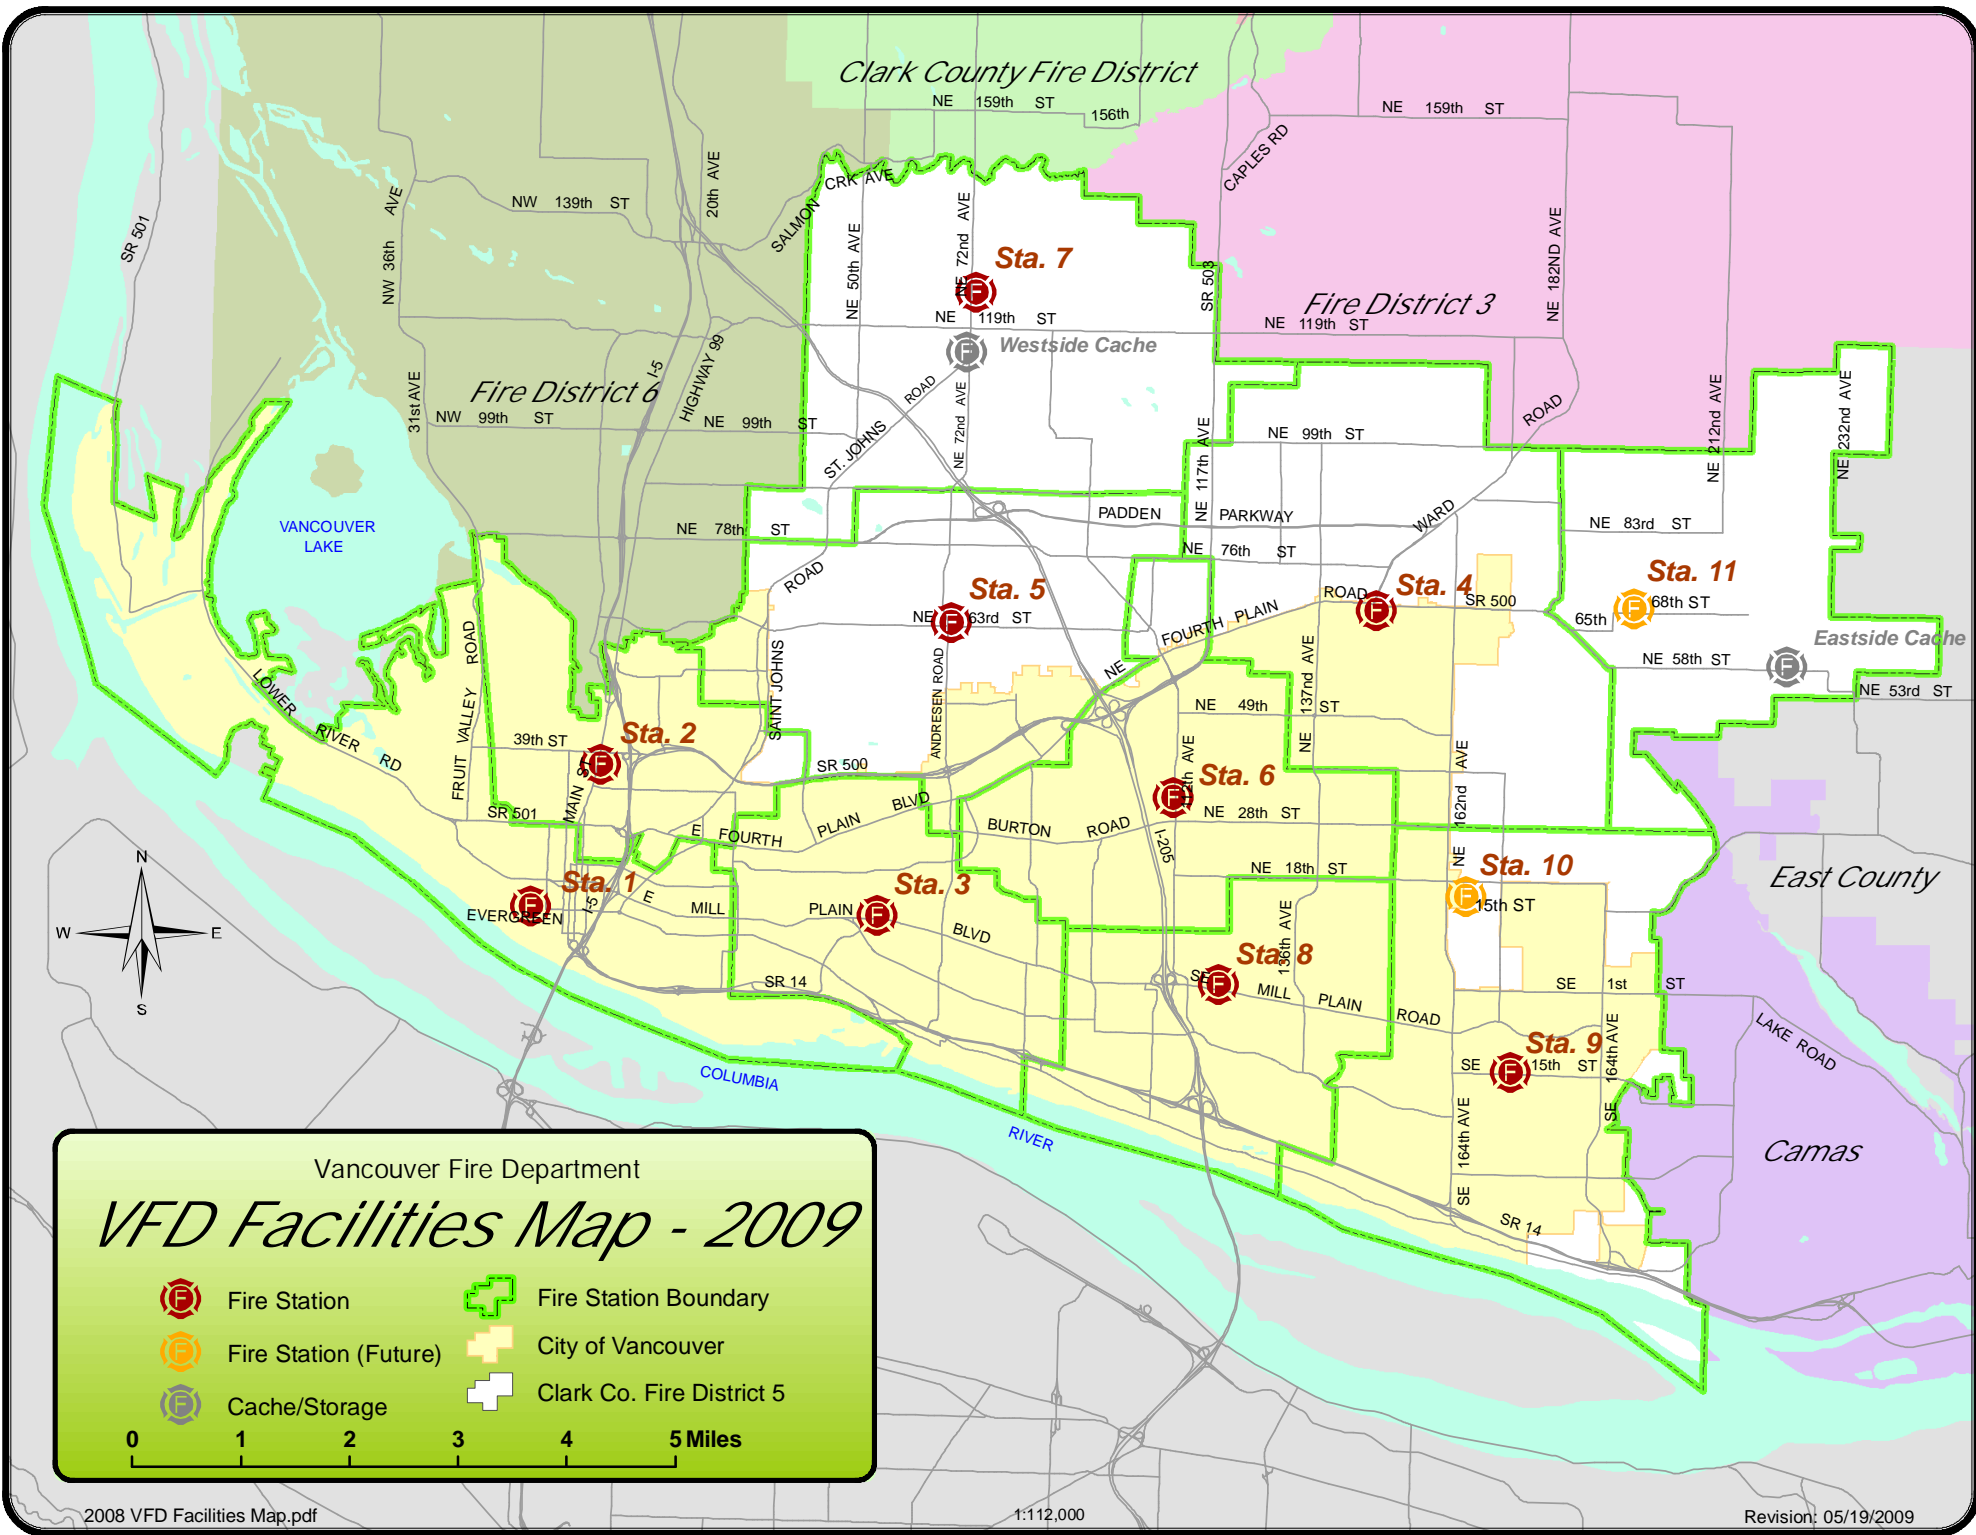 Clark County Fire District
NE 159th ST
156th
NE 159th ST
CAPLES RD
SR 501
NW 36th AVE
NW 139th ST
20th AVE
SALMON CRK AVE
NE 50th AVE
NE 72nd AVE
Sta. 7
SR 503
NE 182ND AVE
Fire District 3
NE 119th ST
NE 119th ST
Westside Cache
I-5
HIGHWAY 99
Fire District 6
31st AVE
NW 99th ST
NE 99th ST
ST. JOHNS ROAD
NE 72nd AVE
NE 117th AVE
NE 99th ST
ROAD
NE 212nd AVE
NE 232nd AVE
VANCOUVER
LAKE
NE 78th ST
PADDEN PARKWAY
WARD
NE 83rd ST
NE 76th ST
ROAD
Sta. 5
NE 63rd ST
Sta. 4
ROAD
SR 500
Sta. 11
68th ST
65th
NE FOURTH PLAIN
Eastside Cache
NE 58th ST
NE 53rd ST
LOWER RIVER RD
FRUIT VALLEY ROAD
SAINT JOHNS
ANDRESEN ROAD
NE 137nd AVE
NE 49th ST
39th ST
Sta. 2
MAIN ST
SR 500
112th AVE
Sta. 6
NE 162nd AVE
SR 501
E FOURTH PLAIN BLVD
BURTON ROAD
NE 28th ST
I-205
NE 18th ST
Sta. 10
15th ST
East County
Sta. 1
EVERGREEN
I-5
E MILL PLAIN BLVD
Sta. 3
136th AVE
Sta. 8
SE MILL PLAIN ROAD
SR 14
SE 1st ST
LAKE ROAD
Sta. 9
SE 15th ST
SE 164th AVE
SE 164th AVE
Camas
N
W E
S
COLUMBIA
RIVER
SR 14
Vancouver Fire Department
VFD Facilities Map - 2009
Fire Station
Fire Station Boundary
Fire Station (Future)
City of Vancouver
Cache/Storage
Clark Co. Fire District 5
0 1 2 3 4 5 Miles
2008 VFD Facilities Map.pdf
1:112,000
Revision: 05/19/2009